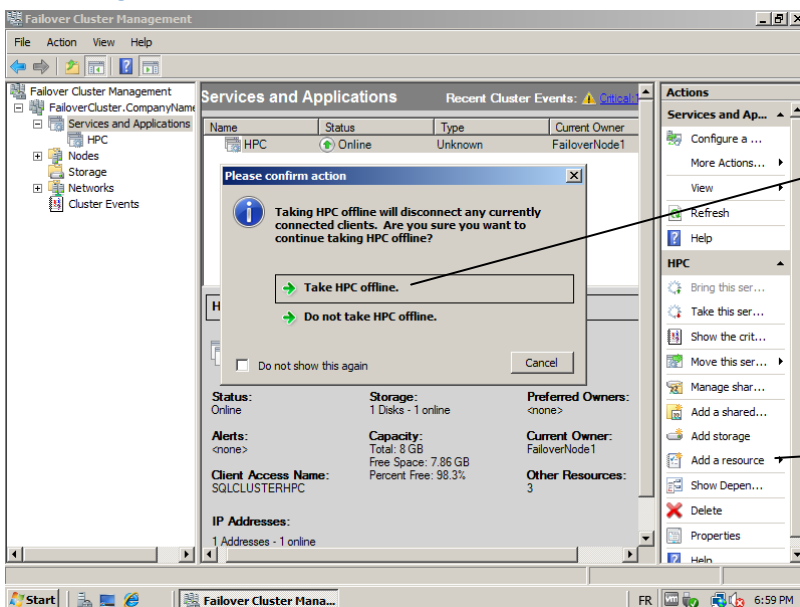 Failover Cluster Management
File Action View Help
Failover Cluster Management
FailoverCluster.CompanyName
Services and Applications
HPC
Nodes
Storage
Networks
Cluster Events
Services and Applications
Recent Cluster Events:
Critical:
Name Status Type Current Owner
HPC Online Unknown FailoverNode1
Please confirm action
Taking HPC offline will disconnect any currently
connected clients. Are you sure you want to
continue taking HPC offline?
Take HPC offline.
Do not take HPC offline.
Do not show this again
Cancel
H
Status:
Online
Storage:
1 Disks - 1 online
Preferred Owners:
<none>
Alerts:
<none>
Capacity:
Total: 8 GB
Free Space: 7.86 GB
Percent Free: 98.3%
Current Owner:
FailoverNode1
Client Access Name:
SQLCLUSTERHPC
Other Resources:
3
IP Addresses:
1 Addresses - 1 online
Actions
Services and Ap...
Configure a ...
More Actions...
View
Refresh
Help
HPC
Bring this ser...
Take this ser...
Show the crit...
Move this ser...
Manage shar...
Add a shared...
Add storage
Add a resource
Show Depen...
Delete
Properties
Help
Start
Failover Cluster Mana...
FR
6:59 PM